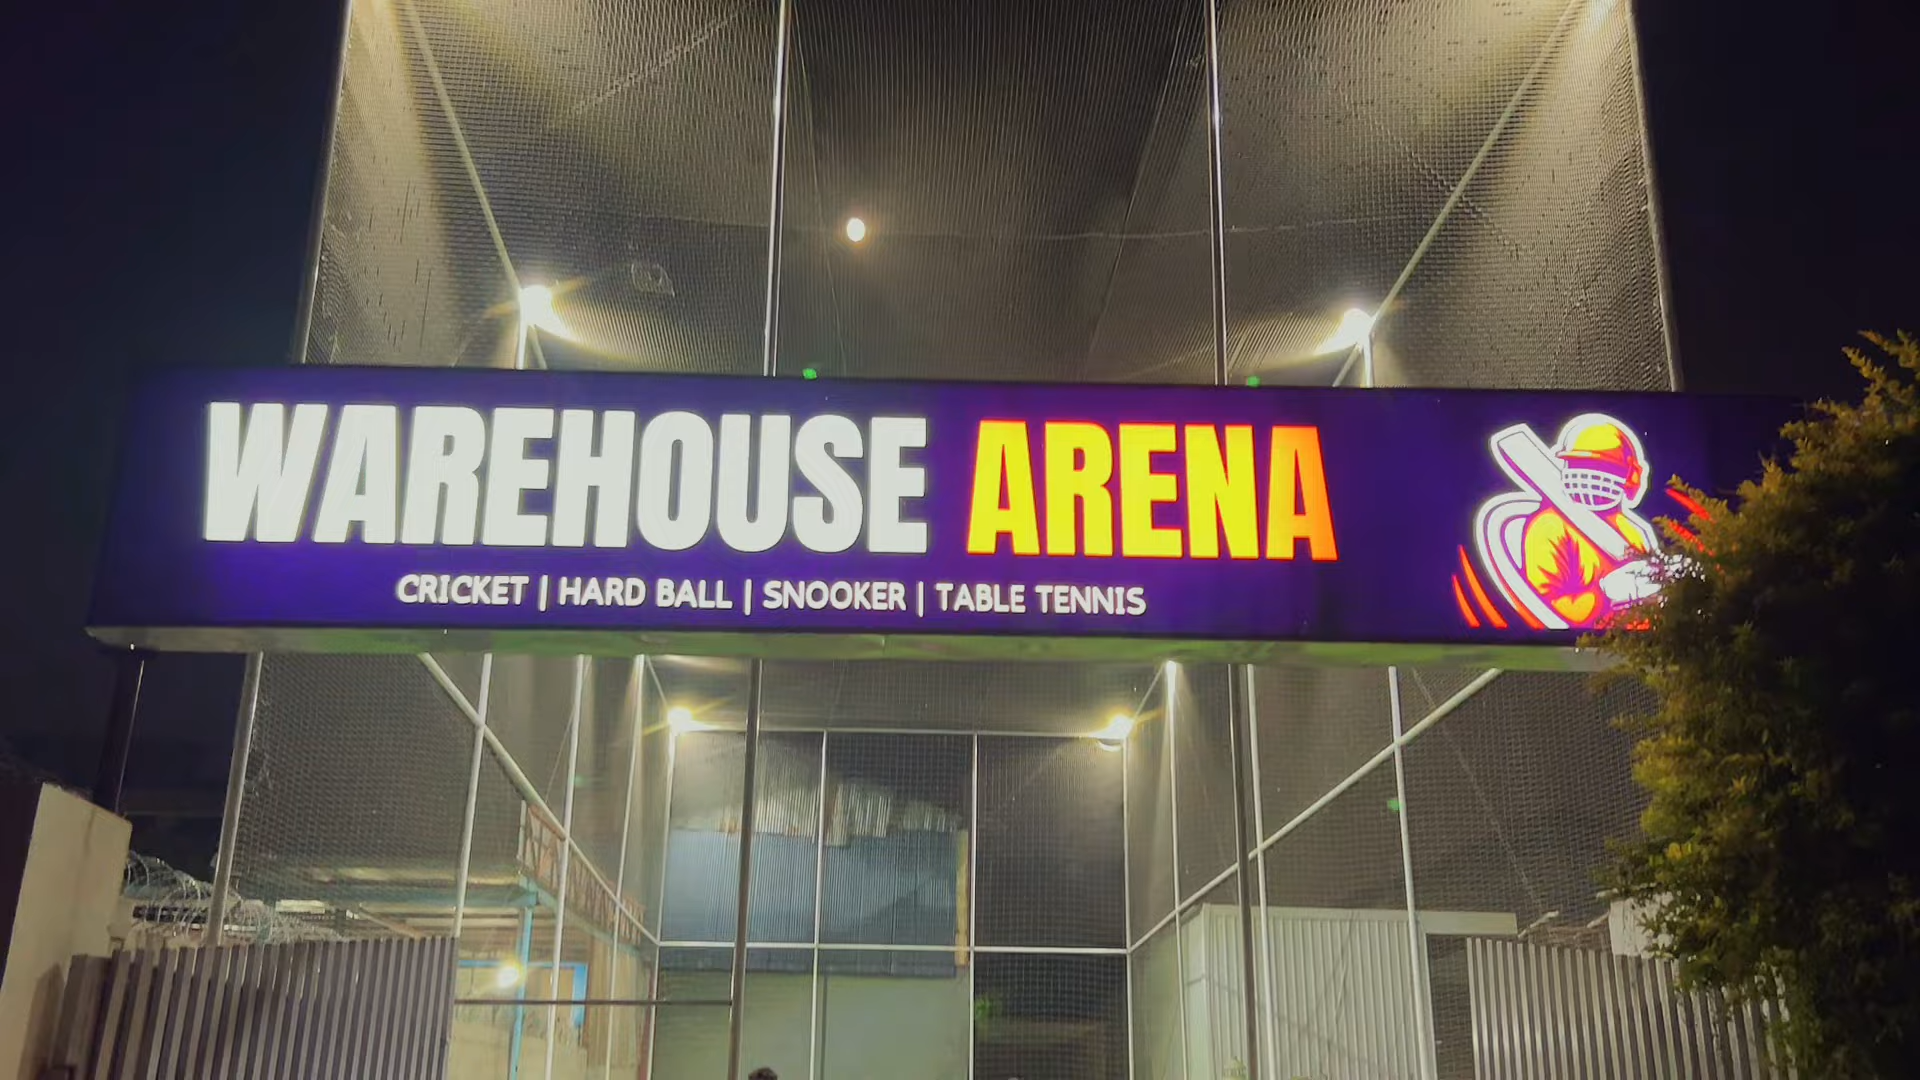 WAREHOUSE ARENA
CRICKET | HARD BALL | SNOOKER | TABLE TENNIS